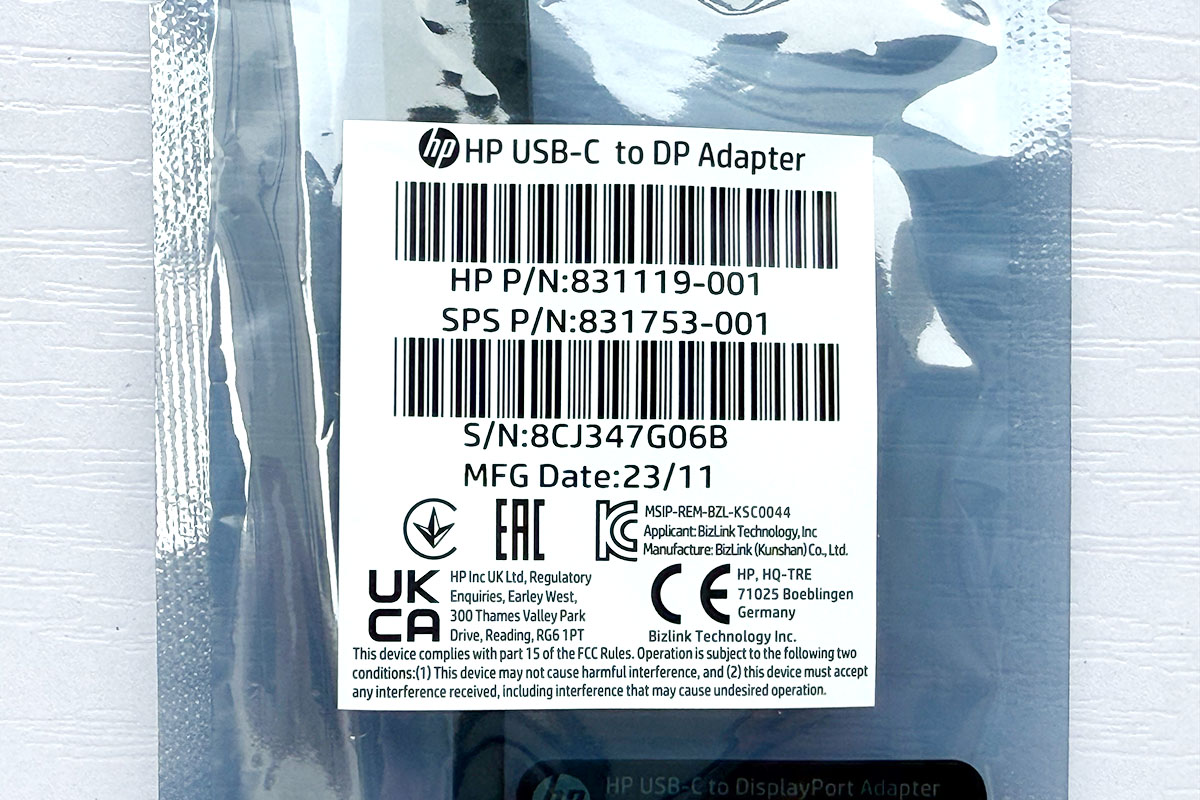 hp HP USB-C to DP Adapter
HP P/N:831119-001
SPS P/N:831753-001
S/N:8CJ347G06B
MFG Date:23/11
EAC
MSIP-REM-BZL-KSC0044
Applicant: BizLink Technology,Inc
Manufacture: BizLink (Kunshan) Co., Ltd.
UK
CA
HP Inc UK Ltd, Regulatory
Enquiries, Earley West,
300 Thames Valley Park
Drive, Reading, RG6 1PT
CE
HP, HQ-TRE
71025 Boeblingen
Germany
Bizlink Technology Inc.
This device complies with part 15 of the FCC Rules. Operation is subject to the following two
conditions:(1) This device may not cause harmful interference, and (2) this device must accept
any interference received, including interference that may cause undesired operation.
hp HP USB-C to DisplayPort Adapter